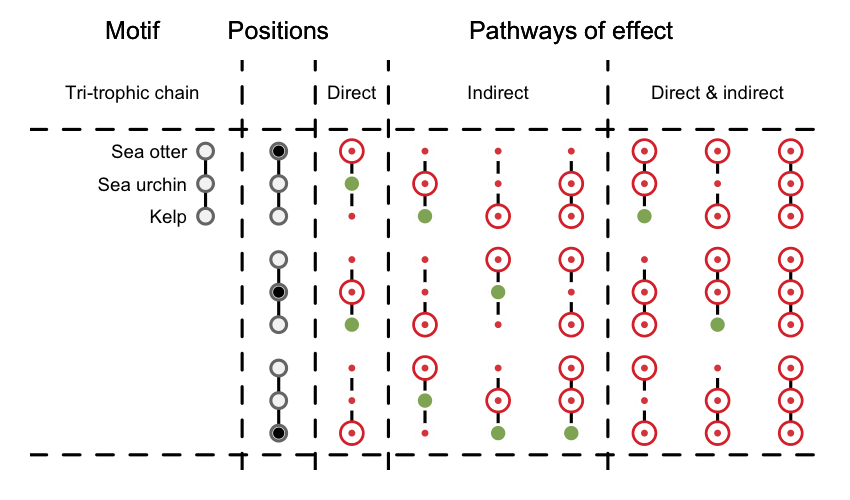 Motif Positions Pathways of effect
Tri-trophic chain Direct Indirect Direct & indirect
Sea otter
Sea urchin
Kelp